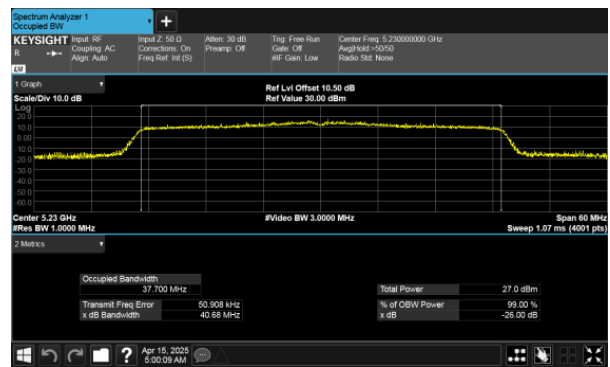 Spectrum Analyzer 1
Occupied BW
KEYSIGHT
R
LXI
Input: RF
Coupling: AC
Align: Auto
Input Z: 50 Ω
Corrections: On
Freq Ref: Int (S)
Atten: 30 dB
Preamp: Off
Trig: Free Run
Gate: Off
#IF Gain: Low
Center Freq: 5.230000000 GHz
Avg|Hold:>50/50
Radio Std: None
1 Graph
Scale/Div 10.0 dB
Ref Lvl Offset 10.50 dB
Ref Value 30.00 dBm
Log
20.0
10.0
0.00
-10.0
-20.0
-30.0
-40.0
-50.0
-60.0
Center 5.23 GHz
#Res BW 1.0000 MHz
#Video BW 3.0000 MHz
Span 60 MHz
Sweep 1.07 ms (4001 pts)
2 Metrics
Occupied Bandwidth
37.700 MHz
Transmit Freq Error 50.908 kHz
x dB Bandwidth 40.68 MHz
Total Power 27.0 dBm
% of OBW Power 99.00 %
x dB -26.00 dB
?
Apr 15, 2025
5:00:09 AM